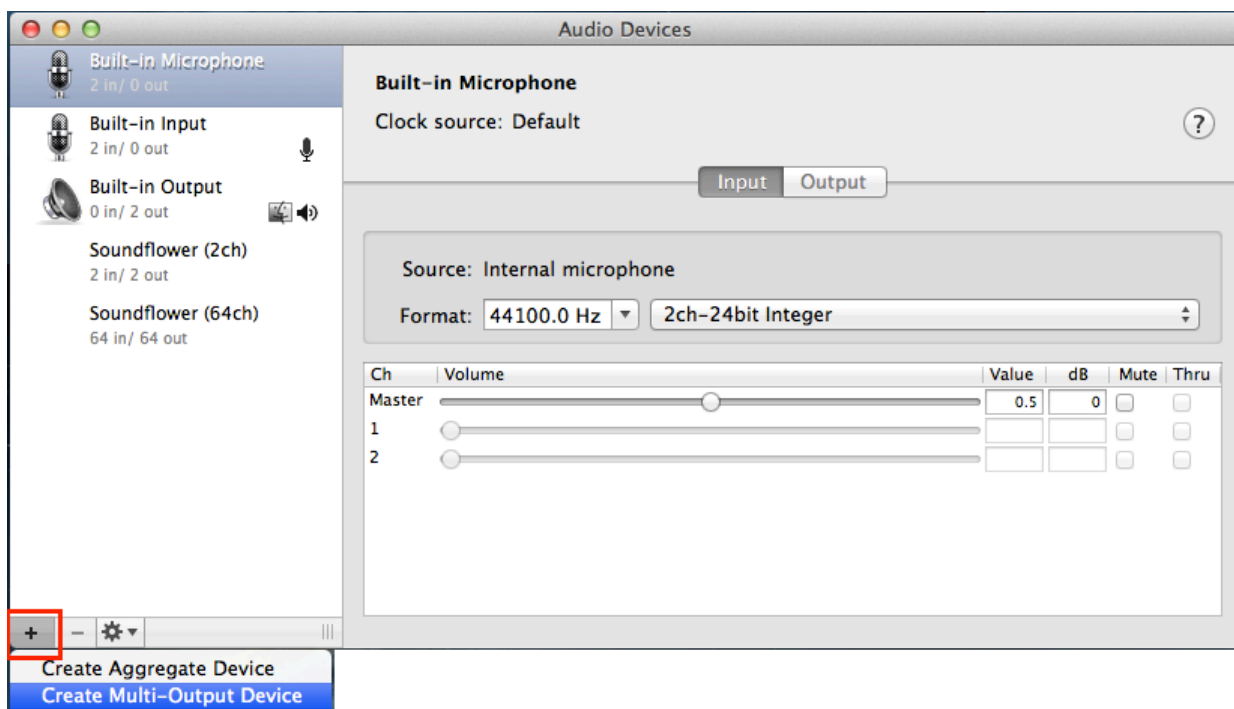 Audio Devices
Built-in Microphone
2 in/ 0 out
Built-in Input
2 in/ 0 out
Built-in Output
0 in/ 2 out
Soundflower (2ch)
2 in/ 2 out
Soundflower (64ch)
64 in/ 64 out
+ −
Create Aggregate Device
Create Multi-Output Device
Built-in Microphone
Clock source: Default
?
Input Output
Source: Internal microphone
Format: 44100.0 Hz 2ch-24bit Integer
Ch Volume Value dB Mute Thru
Master 0.5 0
1
2